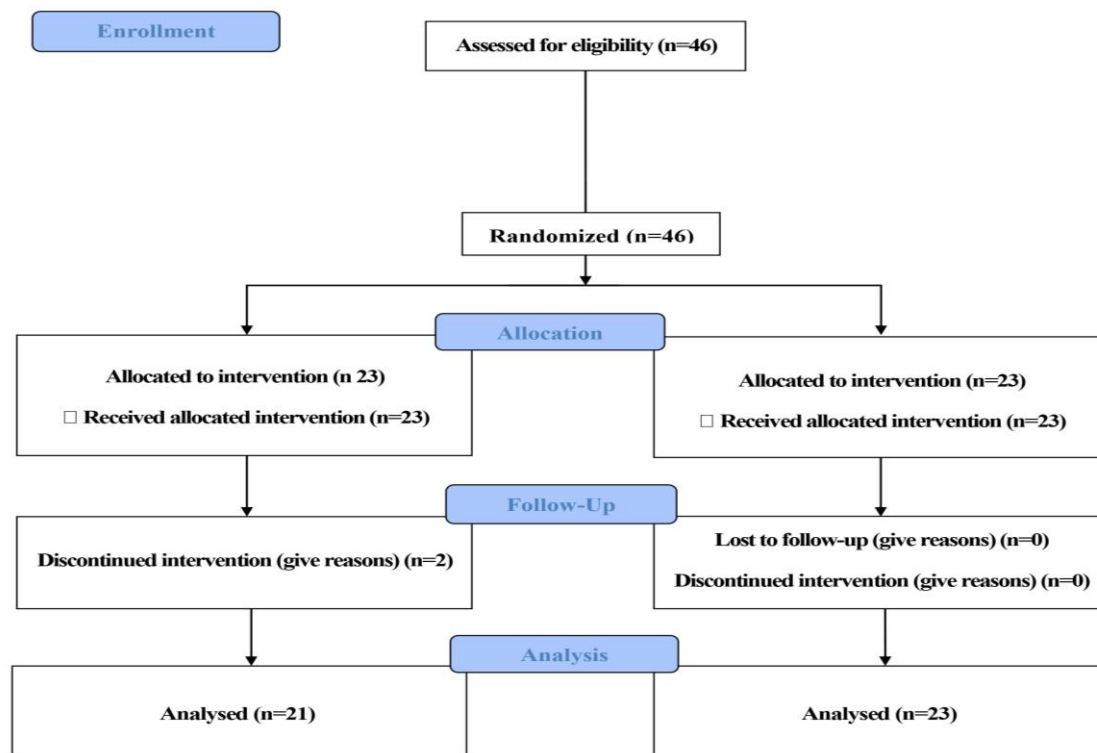 Enrollment
Assessed for eligibility (n=46)
Randomized (n=46)
Allocation
Allocated to intervention (n 23)
□ Received allocated intervention (n=23)
Allocated to intervention (n=23)
□ Received allocated intervention (n=23)
Follow-Up
Discontinued intervention (give reasons) (n=2)
Lost to follow-up (give reasons) (n=0)
Discontinued intervention (give reasons) (n=0)
Analysis
Analysed (n=21)
Analysed (n=23)